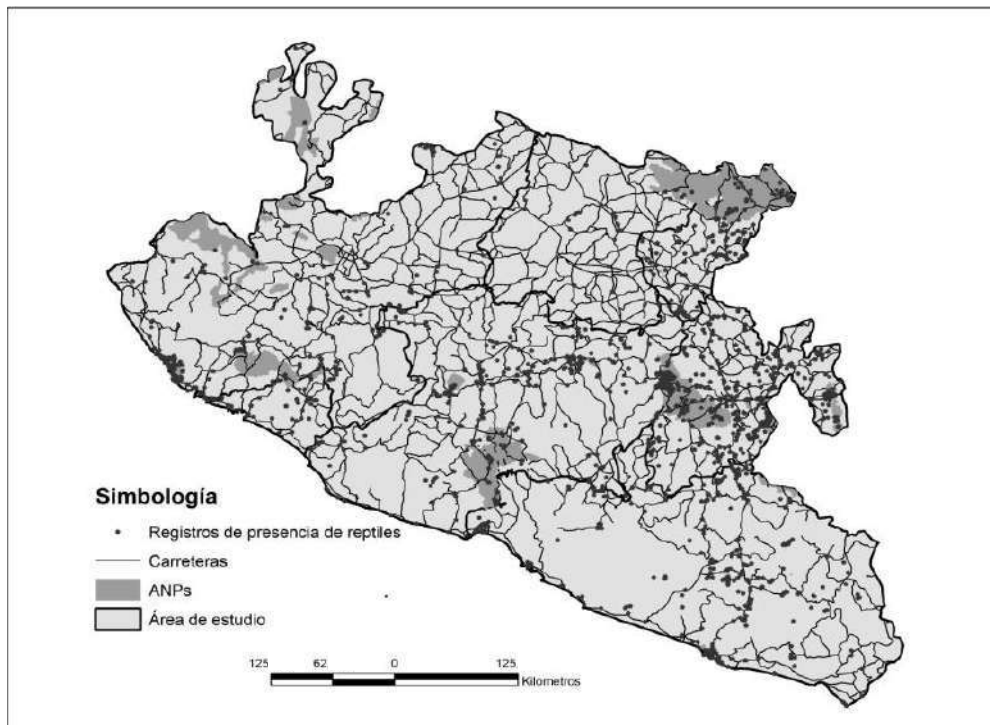 Simbología
Registros de presencia de reptiles
Carreteras
ANPs
Área de estudio
125 62 0 125
Kilometros